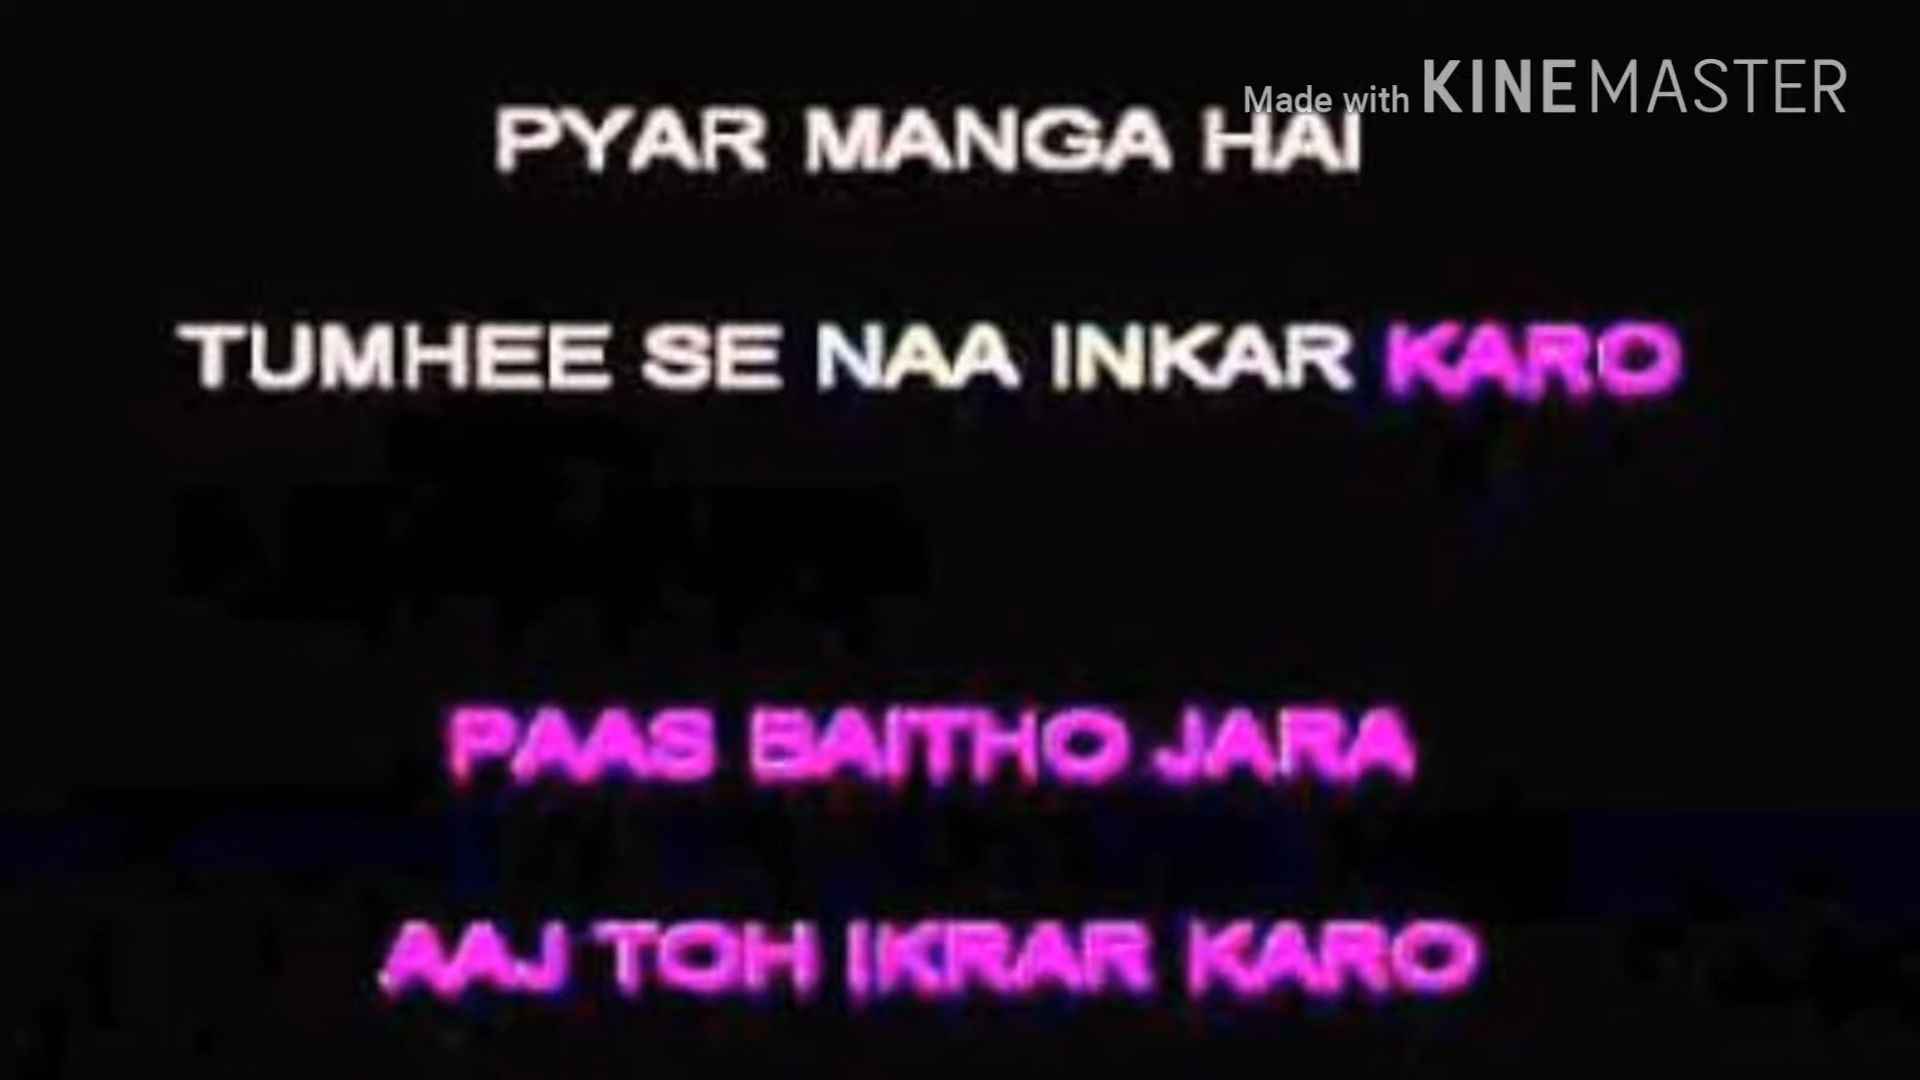 Made with KINEMASTER
PYAR MANGA HAI
TUMHEE SE NAA INKAR KARO
PAAS BAITHO JARA
AAJ TOH IKRAR KARO